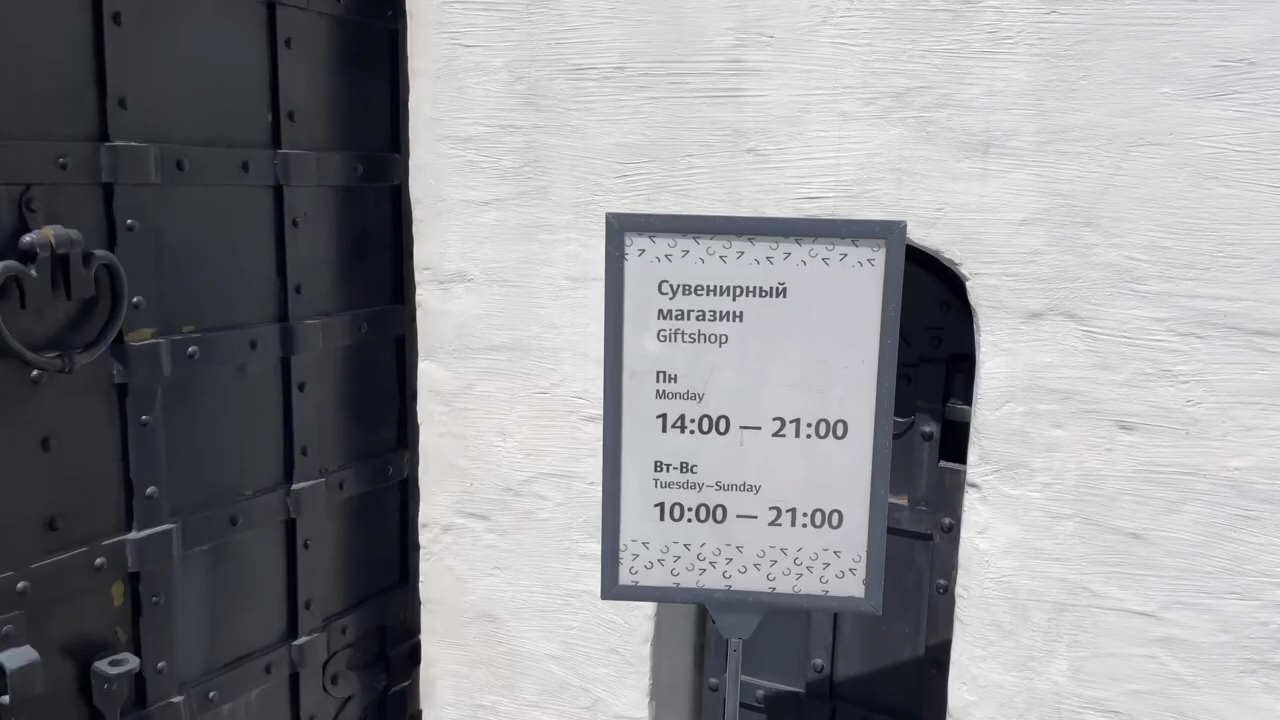 Сувенирный
магазин
Giftshop
Пн
Monday
14:00 — 21:00
Вт-Вс
Tuesday–Sunday
10:00 — 21:00